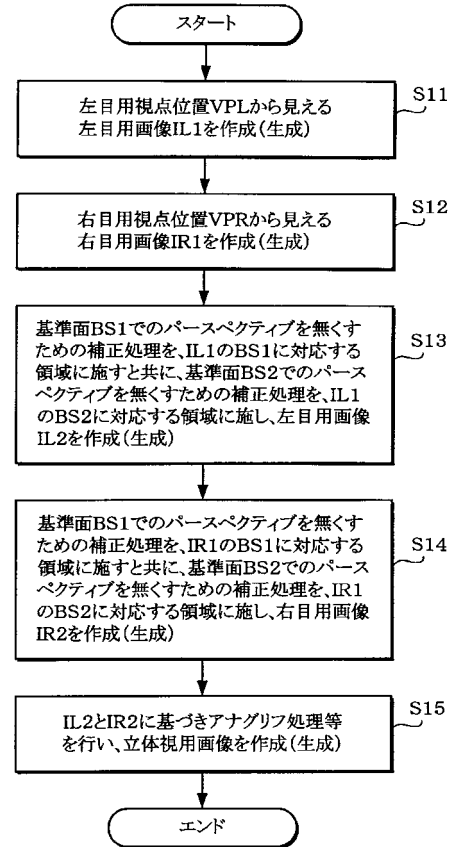 スタート
S11
左目用視点位置VPLから見える
左目用画像IL1を作成(生成)
S12
右目用視点位置VPRから見える
右目用画像IR1を作成(生成)
S13
基準面BS1でのパースペクティブを無くす
ための補正処理を、IL1のBS1に対応する
領域に施すと共に、基準面BS2でのパース
ペクティブを無くすための補正処理を、IL1
のBS2に対応する領域に施し、左目用画像
IL2を作成(生成)
S14
基準面BS1でのパースペクティブを無くす
ための補正処理を、IR1のBS1に対応する
領域に施すと共に、基準面BS2でのパース
ペクティブを無くすための補正処理を、IR1
のBS2に対応する領域に施し、右目用画像
IR2を作成(生成)
S15
IL2とIR2に基づきアナグリフ処理等
を行い、立体視用画像を作成(生成)
エンド